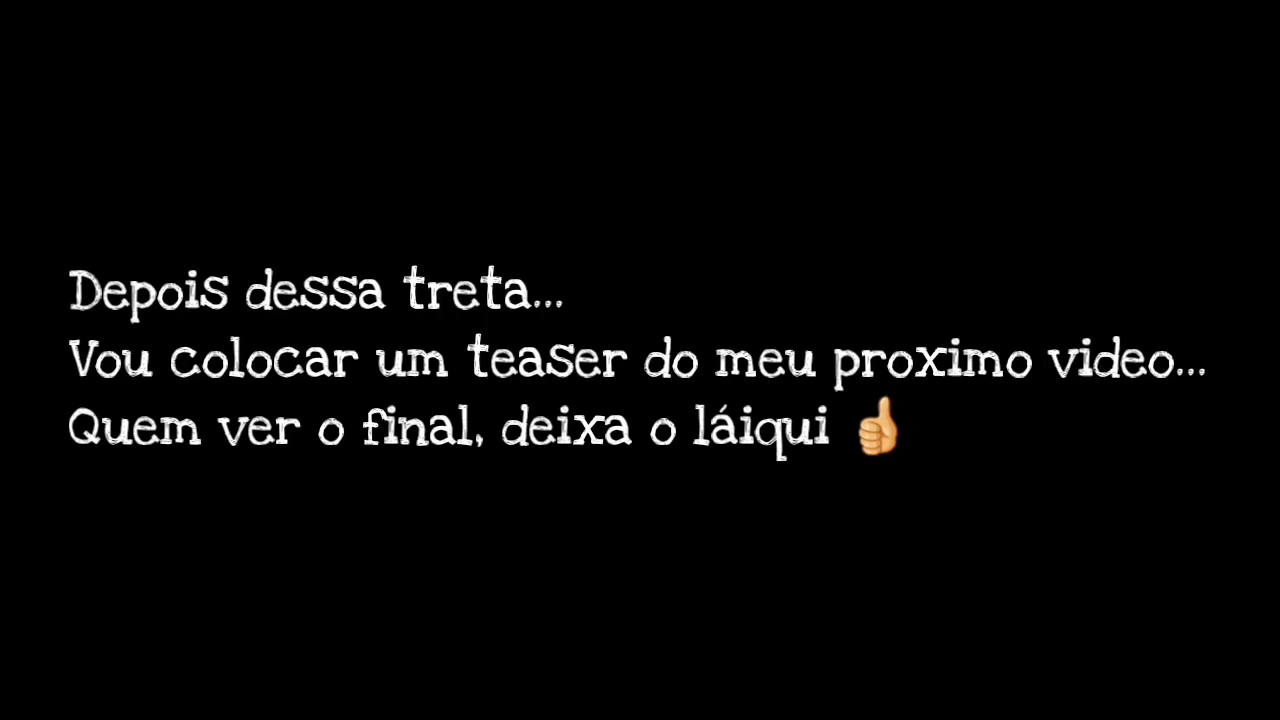 Depois dessa treta...
Vou colocar um teaser do meu proximo video...
Quem ver o final, deixa o láiqui 👍